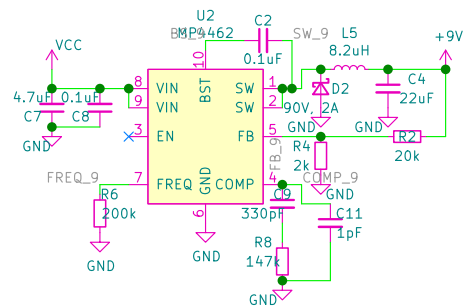 U2
BS_9
MP4462
C2
0.1uF
SW_9
L5
8.2uH
+9V
VCC
10
BST
8
VIN
9
VIN
1
SW
2
SW
4.7uF
0.1uF
C7
C8
GND
D2
90V, 2A
GND
C4
22uF
GND
3
EN
5
FB
FB_9
R4
2k
R2
20k
FREQ_9
7
FREQ
GND
COMP
4
COMP_9
GND
6
R6
200k
GND
GND
C9
330pF
C11
1pF
R8
147k
GND